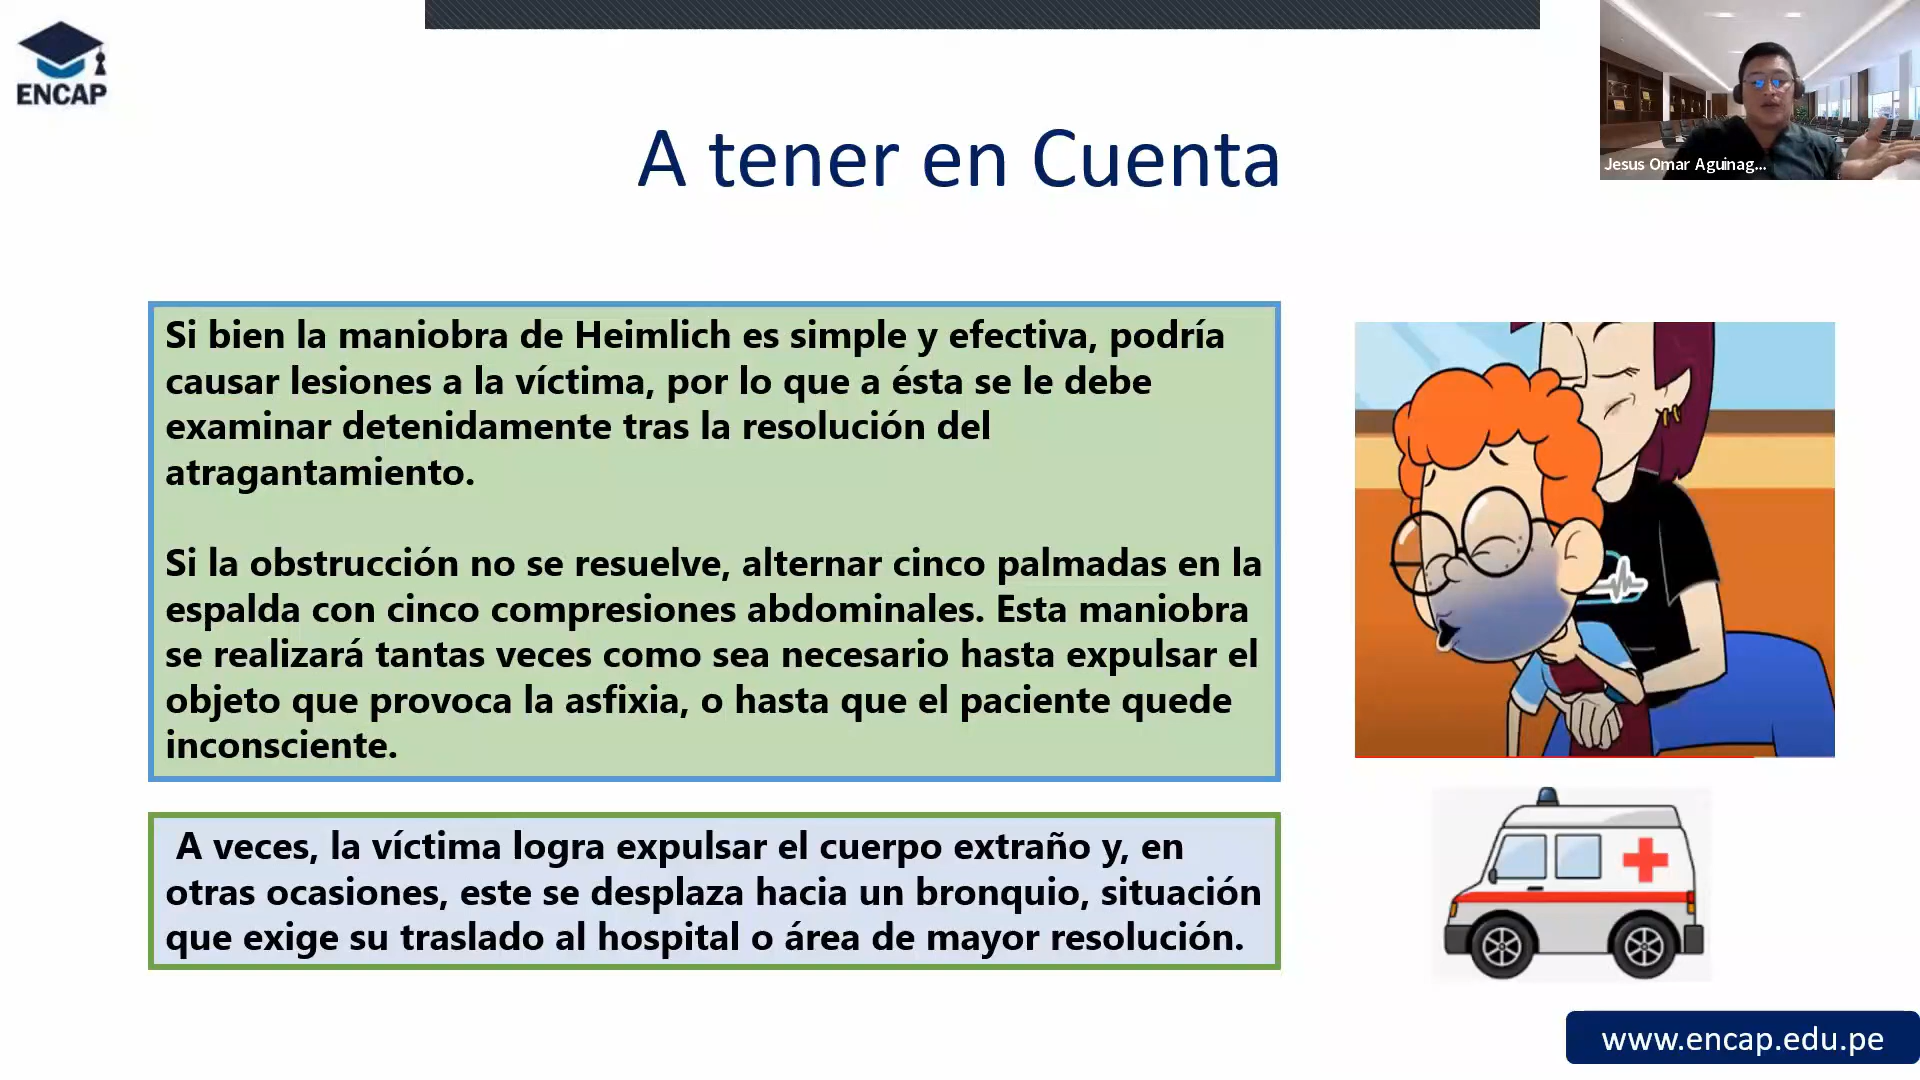 ENCAP
A tener en Cuenta
Jesus Omar Aguinag...
Si bien la maniobra de Heimlich es simple y efectiva, podría
causar lesiones a la víctima, por lo que a ésta se le debe
examinar detenidamente tras la resolución del
atragantamiento.
Si la obstrucción no se resuelve, alternar cinco palmadas en la
espalda con cinco compresiones abdominales. Esta maniobra
se realizará tantas veces como sea necesario hasta expulsar el
objeto que provoca la asfixia, o hasta que el paciente quede
inconsciente.
A veces, la víctima logra expulsar el cuerpo extraño y, en
otras ocasiones, este se desplaza hacia un bronquio, situación
que exige su traslado al hospital o área de mayor resolución.
www.encap.edu.pe